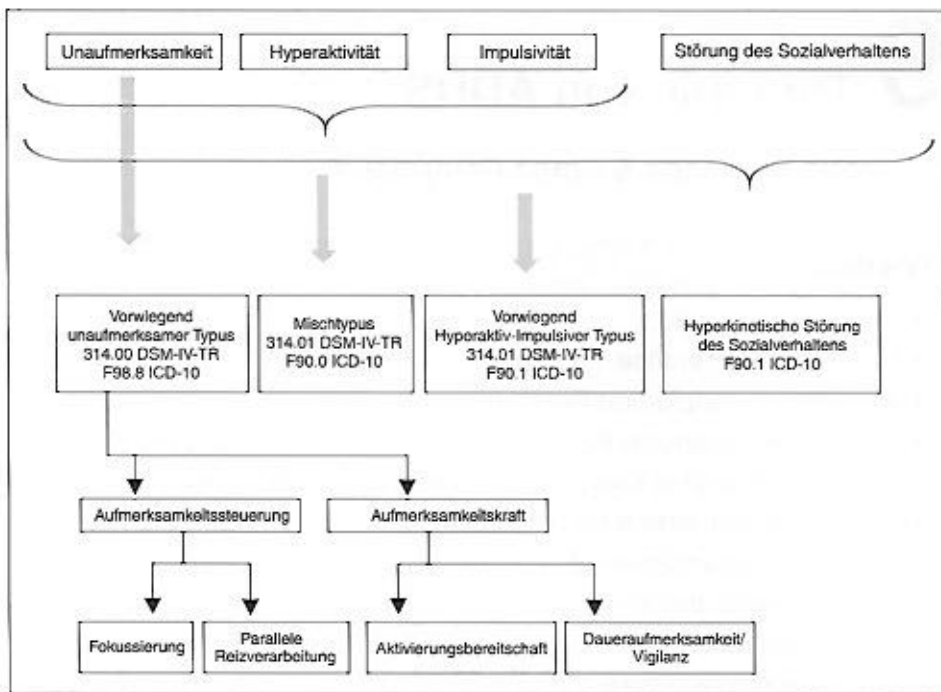 Unaufmerksamkeit
Hyperaktivität
Impulsivität
Störung des Sozialverhaltens
Vorwiegend
unaufmerksamer Typus
314.00 DSM-IV-TR
F98.8 ICD-10
Mischtypus
314.01 DSM-IV-TR
F90.0 ICD-10
Vorwiegend
Hyperaktiv-Impulsiver Typus
314.01 DSM-IV-TR
F90.1 ICD-10
Hyperkinetische Störung
des Sozialverhaltens
F90.1 ICD-10
Aufmerksamkeitssteuerung
Aufmerksamkeitskraft
Fokussierung
Parallele
Reizverarbeitung
Aktivierungsbereitschaft
Daueraufmerksamkeit/
Vigilanz